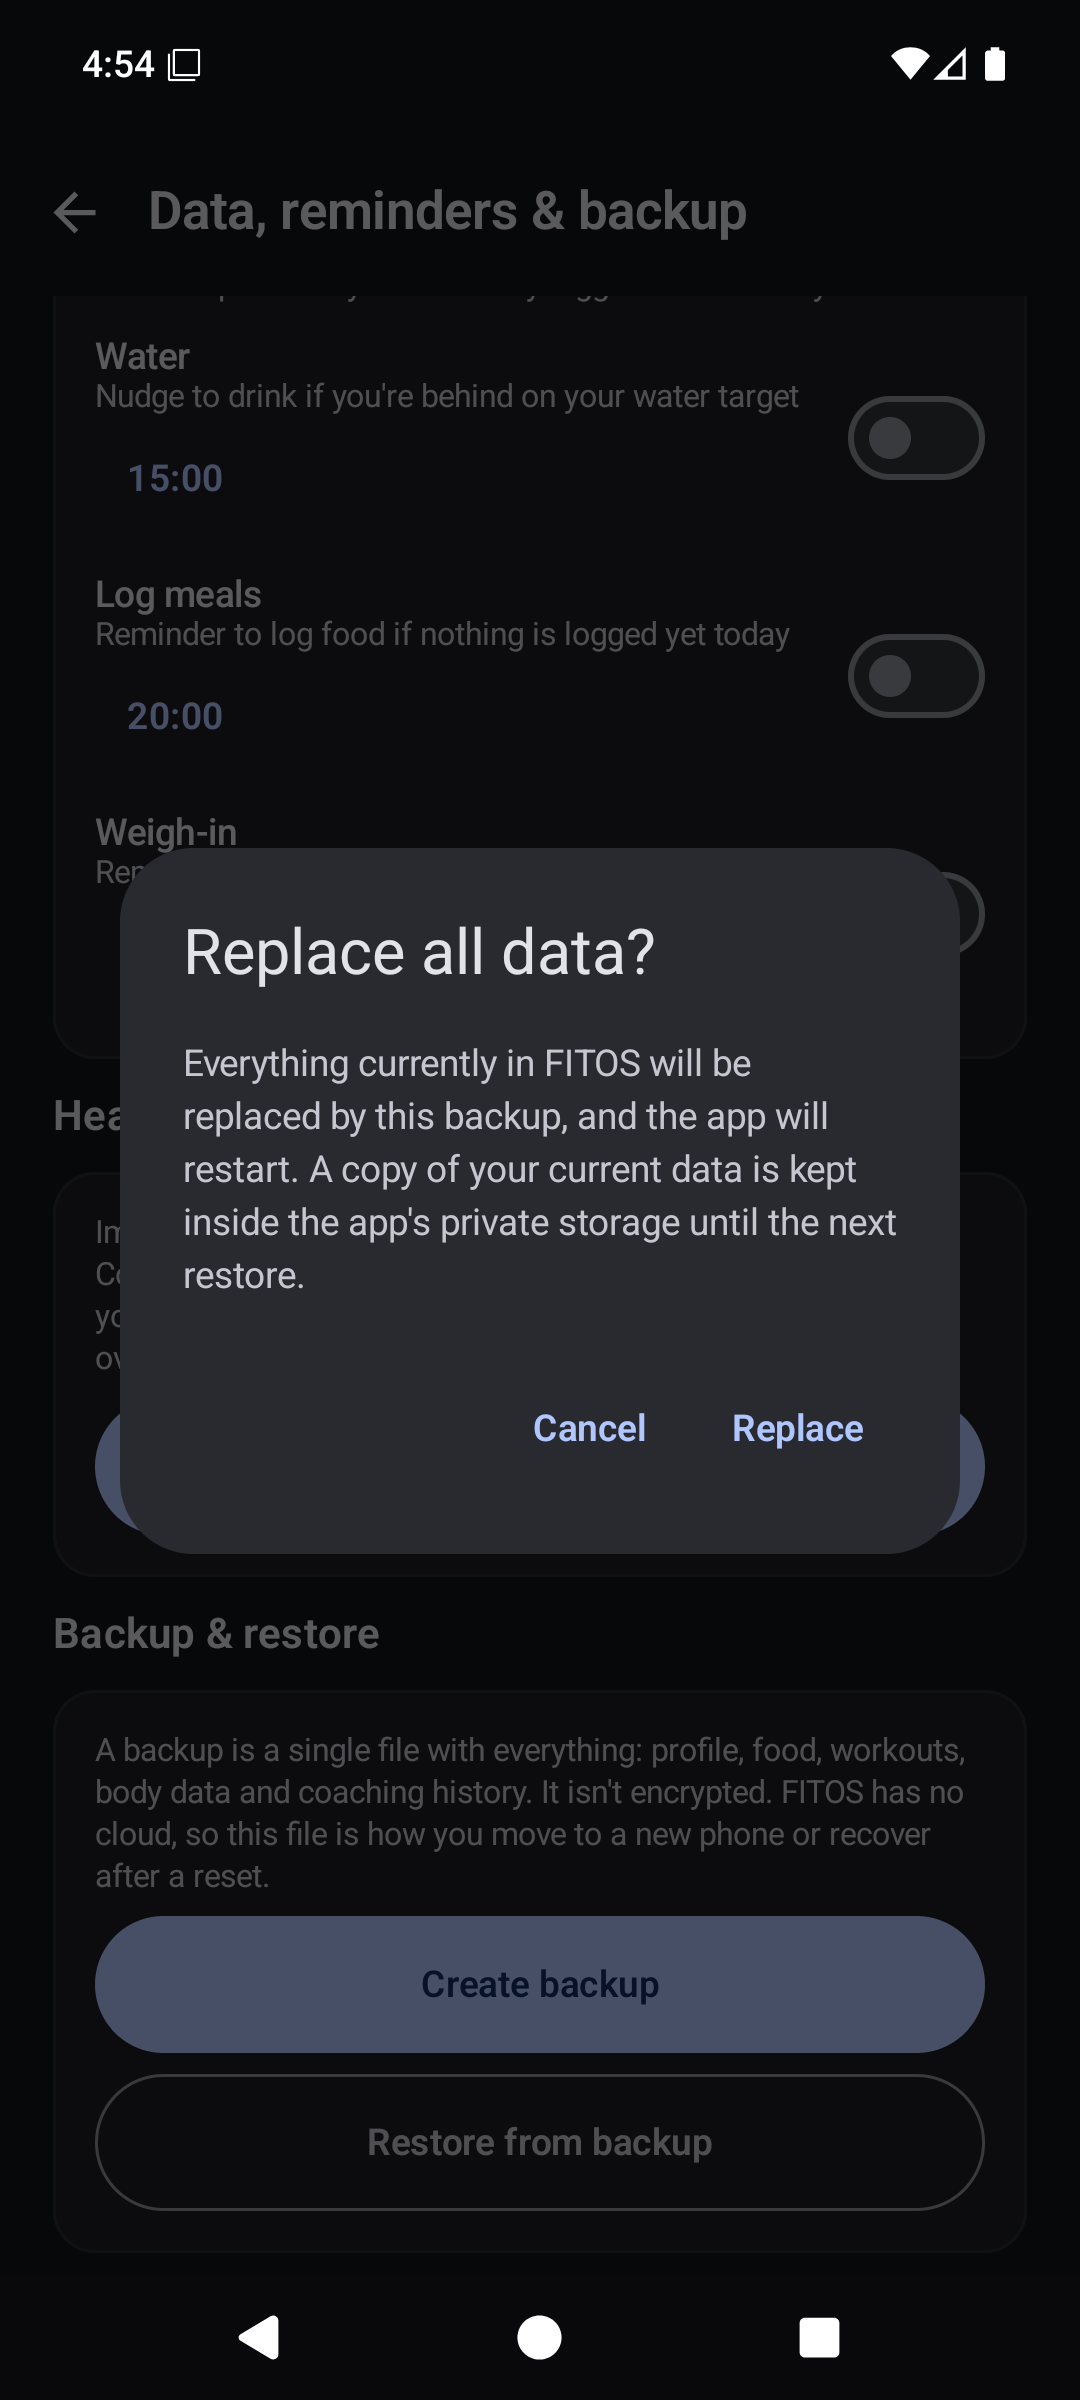 4:54
Data, reminders & backup
Water
Nudge to drink if you're behind on your water target
15:00
Log meals
Reminder to log food if nothing is logged yet today
20:00
Weigh-in
Replace all data?
Everything currently in FITOS will be
replaced by this backup, and the app will
restart. A copy of your current data is kept
inside the app's private storage until the next
restore.
Cancel
Replace
Backup & restore
A backup is a single file with everything: profile, food, workouts,
body data and coaching history. It isn't encrypted. FITOS has no
cloud, so this file is how you move to a new phone or recover
after a reset.
Create backup
Restore from backup